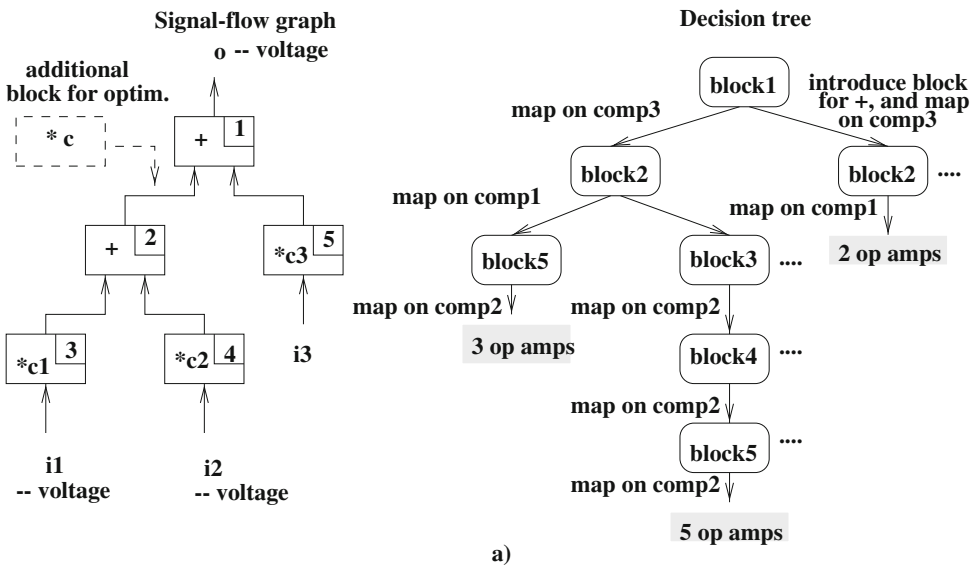 Signal-flow graph
o -- voltage
additional
block for optim.
* c
+ 1
+ 2
*c3 5
*c1 3
*c2 4
i3
i1
-- voltage
i2
-- voltage
Decision tree
block1
map on comp3
introduce block
for +, and map
on comp3
block2
block2 ....
map on comp1
map on comp1
block5
block3 ....
2 op amps
map on comp2
map on comp2
3 op amps
block4 ....
map on comp2
block5 ....
map on comp2
5 op amps
a)